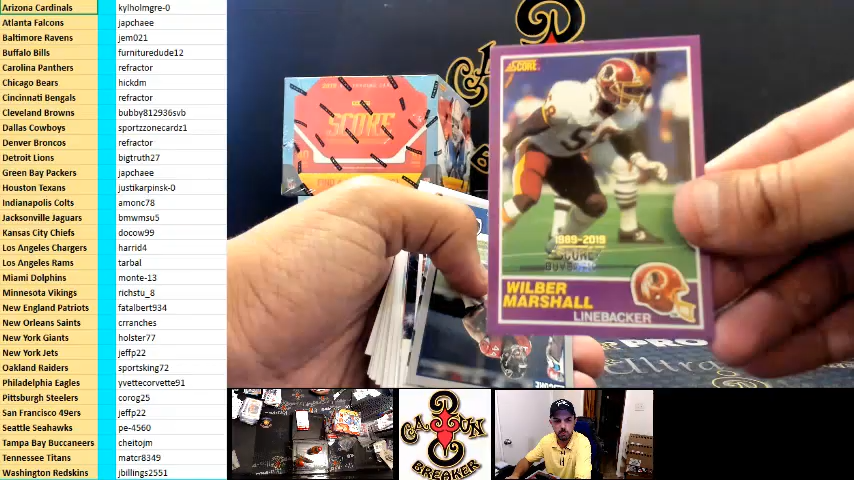 Arizona Cardinals kylholmgre-0
Atlanta Falcons japchaee
Baltimore Ravens jem021
Buffalo Bills furnituredude12
Carolina Panthers refractor
Chicago Bears hickdm
Cincinnati Bengals refractor
Cleveland Browns bubby812936svb
Dallas Cowboys sportzzonecardz1
Denver Broncos refractor
Detroit Lions bigtruth27
Green Bay Packers japchaee
Houston Texans justikarpinsk-0
Indianapolis Colts amonc78
Jacksonville Jaguars bmwmsu5
Kansas City Chiefs docow99
Los Angeles Chargers harrid4
Los Angeles Rams tarbal
Miami Dolphins monte-13
Minnesota Vikings richstu_8
New England Patriots fatalbert934
New Orleans Saints crranches
New York Giants holster77
New York Jets jeffp22
Oakland Raiders sportsking72
Philadelphia Eagles yvettecorvette91
Pittsburgh Steelers corog25
San Francisco 49ers jeffp22
Seattle Seahawks pe-4560
Tampa Bay Buccaneers cheitojm
Tennessee Titans matcr8349
Washington Redskins jbillings2551
SCORE
SCORE
1989-2019
SCORE
WILBER
MARSHALL
LINEBACKER
PRO
Ultra
CAJUN
BREAKER